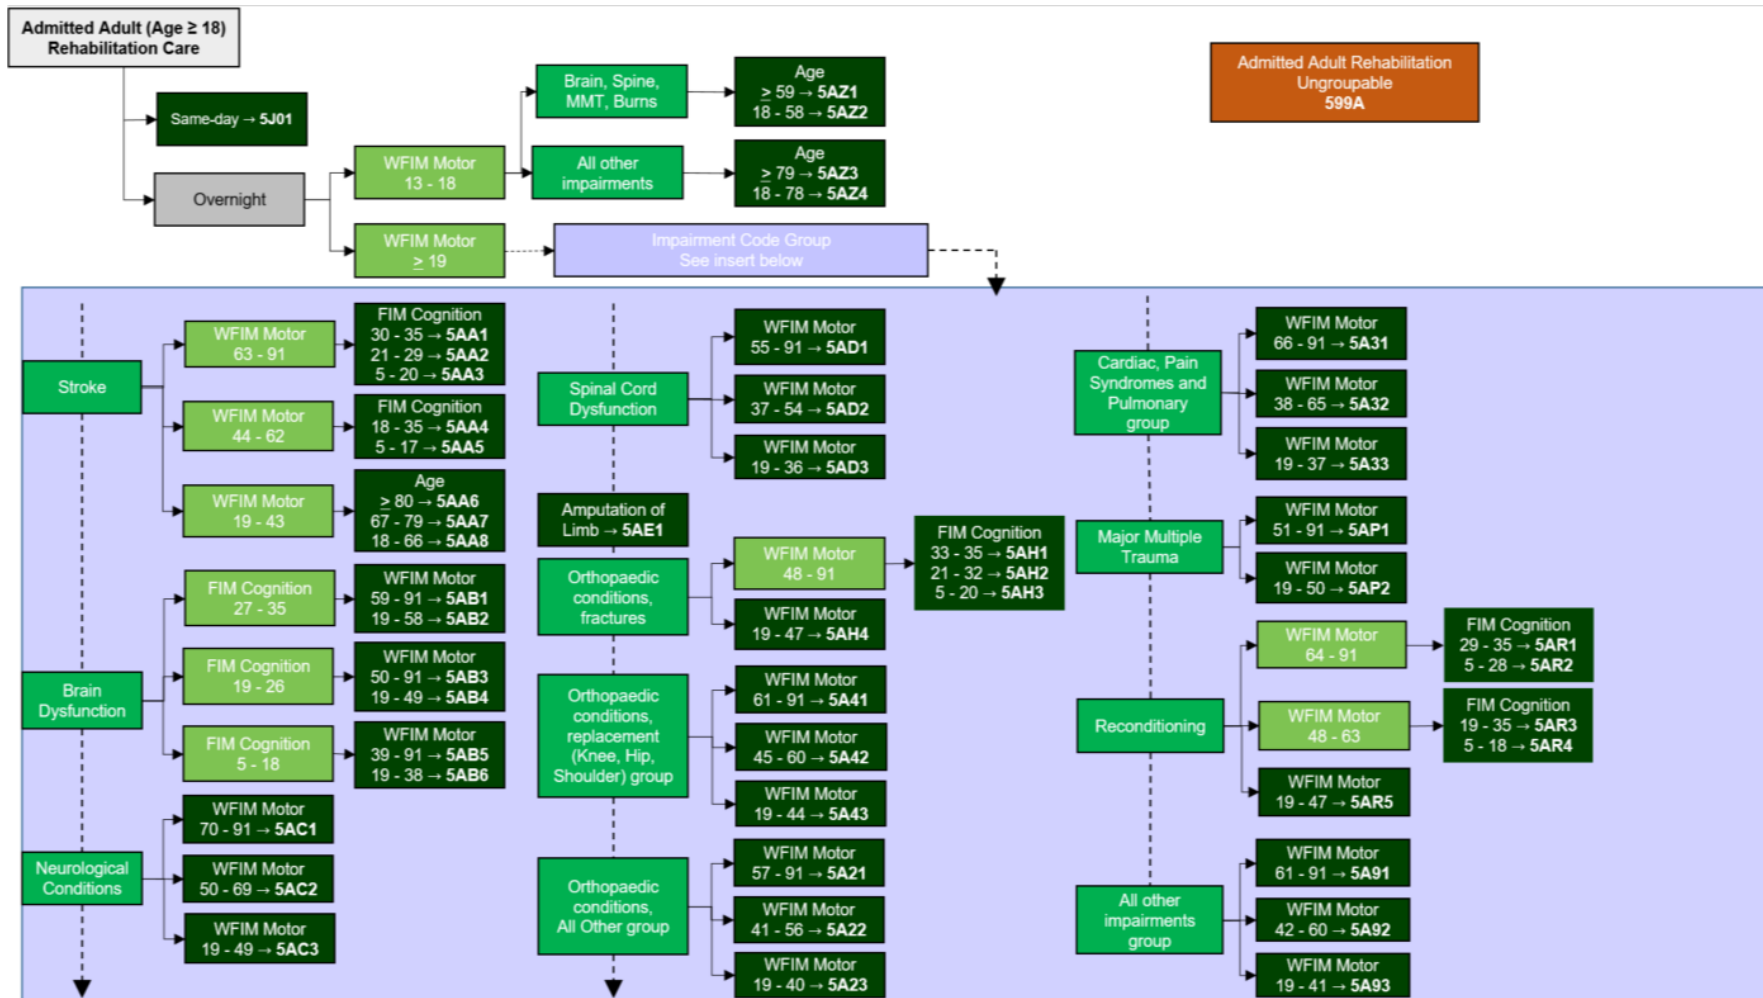 Admitted Adult (Age ≥ 18)
Rehabilitation Care
Same-day → 5J01
Overnight
WFIM Motor
13 - 18
WFIM Motor
≥ 19
Brain, Spine,
MMT, Burns
All other
impairments
Age
≥ 59 → 5AZ1
18 - 58 → 5AZ2
Age
≥ 79 → 5AZ3
18 - 78 → 5AZ4
Impairment Code Group
See insert below
Admitted Adult Rehabilitation
Ungroupable
599A
Stroke
WFIM Motor
63 - 91
FIM Cognition
30 - 35 → 5AA1
21 - 29 → 5AA2
5 - 20 → 5AA3
WFIM Motor
44 - 62
FIM Cognition
18 - 35 → 5AA4
5 - 17 → 5AA5
WFIM Motor
19 - 43
Age
≥ 80 → 5AA6
67 - 79 → 5AA7
18 - 66 → 5AA8
Brain
Dysfunction
FIM Cognition
27 - 35
WFIM Motor
59 - 91 → 5AB1
19 - 58 → 5AB2
FIM Cognition
19 - 26
WFIM Motor
50 - 91 → 5AB3
19 - 49 → 5AB4
FIM Cognition
5 - 18
WFIM Motor
39 - 91 → 5AB5
19 - 38 → 5AB6
Neurological
Conditions
WFIM Motor
70 - 91 → 5AC1
WFIM Motor
50 - 69 → 5AC2
WFIM Motor
19 - 49 → 5AC3
Spinal Cord
Dysfunction
WFIM Motor
55 - 91 → 5AD1
WFIM Motor
37 - 54 → 5AD2
WFIM Motor
19 - 36 → 5AD3
Amputation of
Limb → 5AE1
Orthopaedic
conditions,
fractures
WFIM Motor
48 - 91
FIM Cognition
33 - 35 → 5AH1
21 - 32 → 5AH2
5 - 20 → 5AH3
WFIM Motor
19 - 47 → 5AH4
Orthopaedic
conditions,
replacement
(Knee, Hip,
Shoulder) group
WFIM Motor
61 - 91 → 5A41
WFIM Motor
45 - 60 → 5A42
WFIM Motor
19 - 44 → 5A43
Orthopaedic
conditions,
All Other group
WFIM Motor
57 - 91 → 5A21
WFIM Motor
41 - 56 → 5A22
WFIM Motor
19 - 40 → 5A23
Cardiac, Pain
Syndromes and
Pulmonary
group
WFIM Motor
66 - 91 → 5A31
WFIM Motor
38 - 65 → 5A32
WFIM Motor
19 - 37 → 5A33
Major Multiple
Trauma
WFIM Motor
51 - 91 → 5AP1
WFIM Motor
19 - 50 → 5AP2
Reconditioning
WFIM Motor
64 - 91
FIM Cognition
29 - 35 → 5AR1
5 - 28 → 5AR2
WFIM Motor
48 - 63
FIM Cognition
19 - 35 → 5AR3
5 - 18 → 5AR4
WFIM Motor
19 - 47 → 5AR5
All other
impairments
group
WFIM Motor
61 - 91 → 5A91
WFIM Motor
42 - 60 → 5A92
WFIM Motor
19 - 41 → 5A93